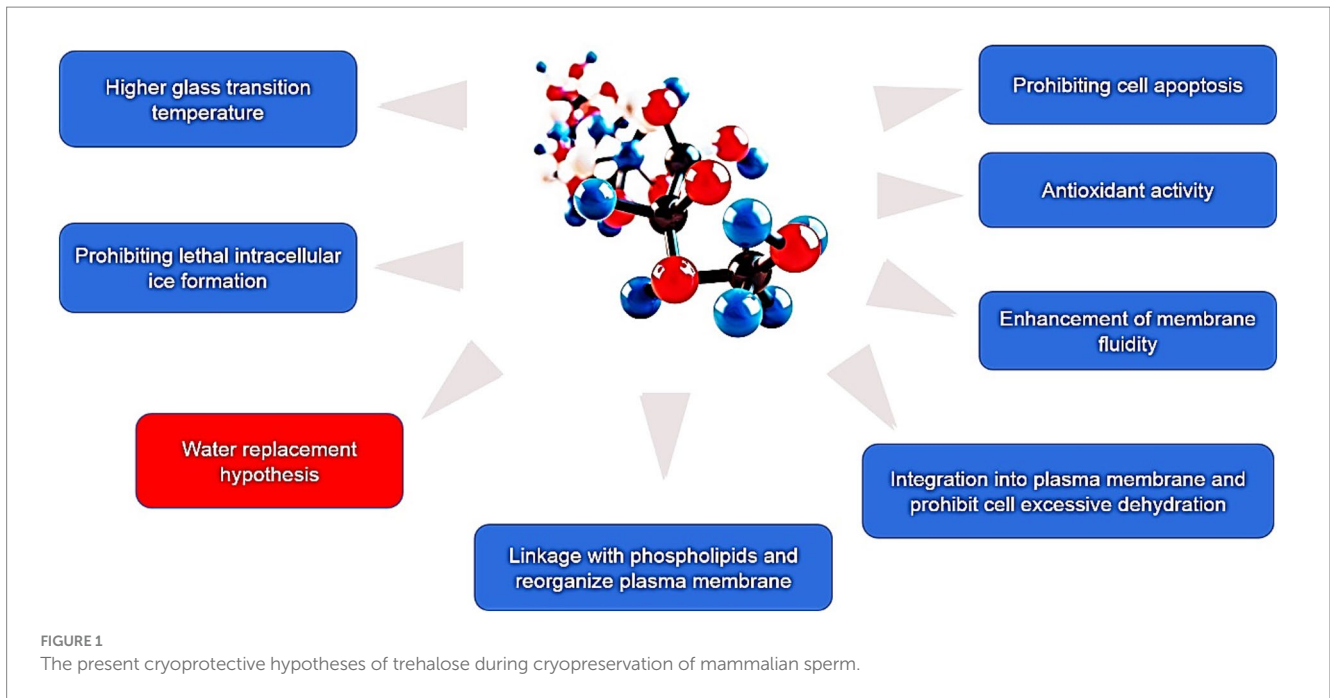 Higher glass transition
temperature
Prohibiting lethal intracellular
ice formation
Water replacement
hypothesis
Linkage with phospholipids and
reorganize plasma membrane
Integration into plasma membrane and
prohibit cell excessive dehydration
Enhancement of membrane
fluidity
Antioxidant activity
Prohibiting cell apoptosis
FIGURE 1
The present cryoprotective hypotheses of trehalose during cryopreservation of mammalian sperm.